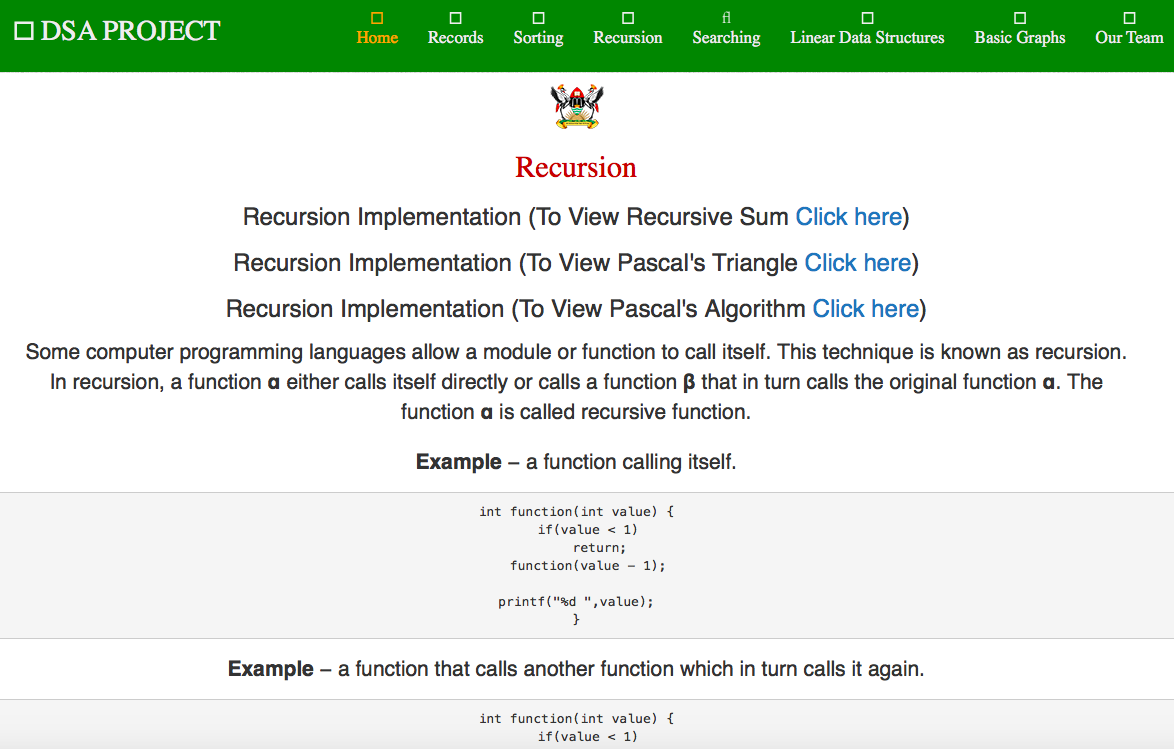 DSA PROJECT
Home Records Sorting Recursion Searching Linear Data Structures Basic Graphs Our Team
Recursion
Recursion Implementation (To View Recursive Sum Click here)
Recursion Implementation (To View Pascal's Triangle Click here)
Recursion Implementation (To View Pascal's Algorithm Click here)
Some computer programming languages allow a module or function to call itself. This technique is known as recursion.
In recursion, a function α either calls itself directly or calls a function β that in turn calls the original function α. The
function α is called recursive function.
Example – a function calling itself.
int function(int value) {
if(value < 1)
return;
function(value - 1);
printf("%d ",value);
}
Example – a function that calls another function which in turn calls it again.
int function(int value) {
if(value < 1)